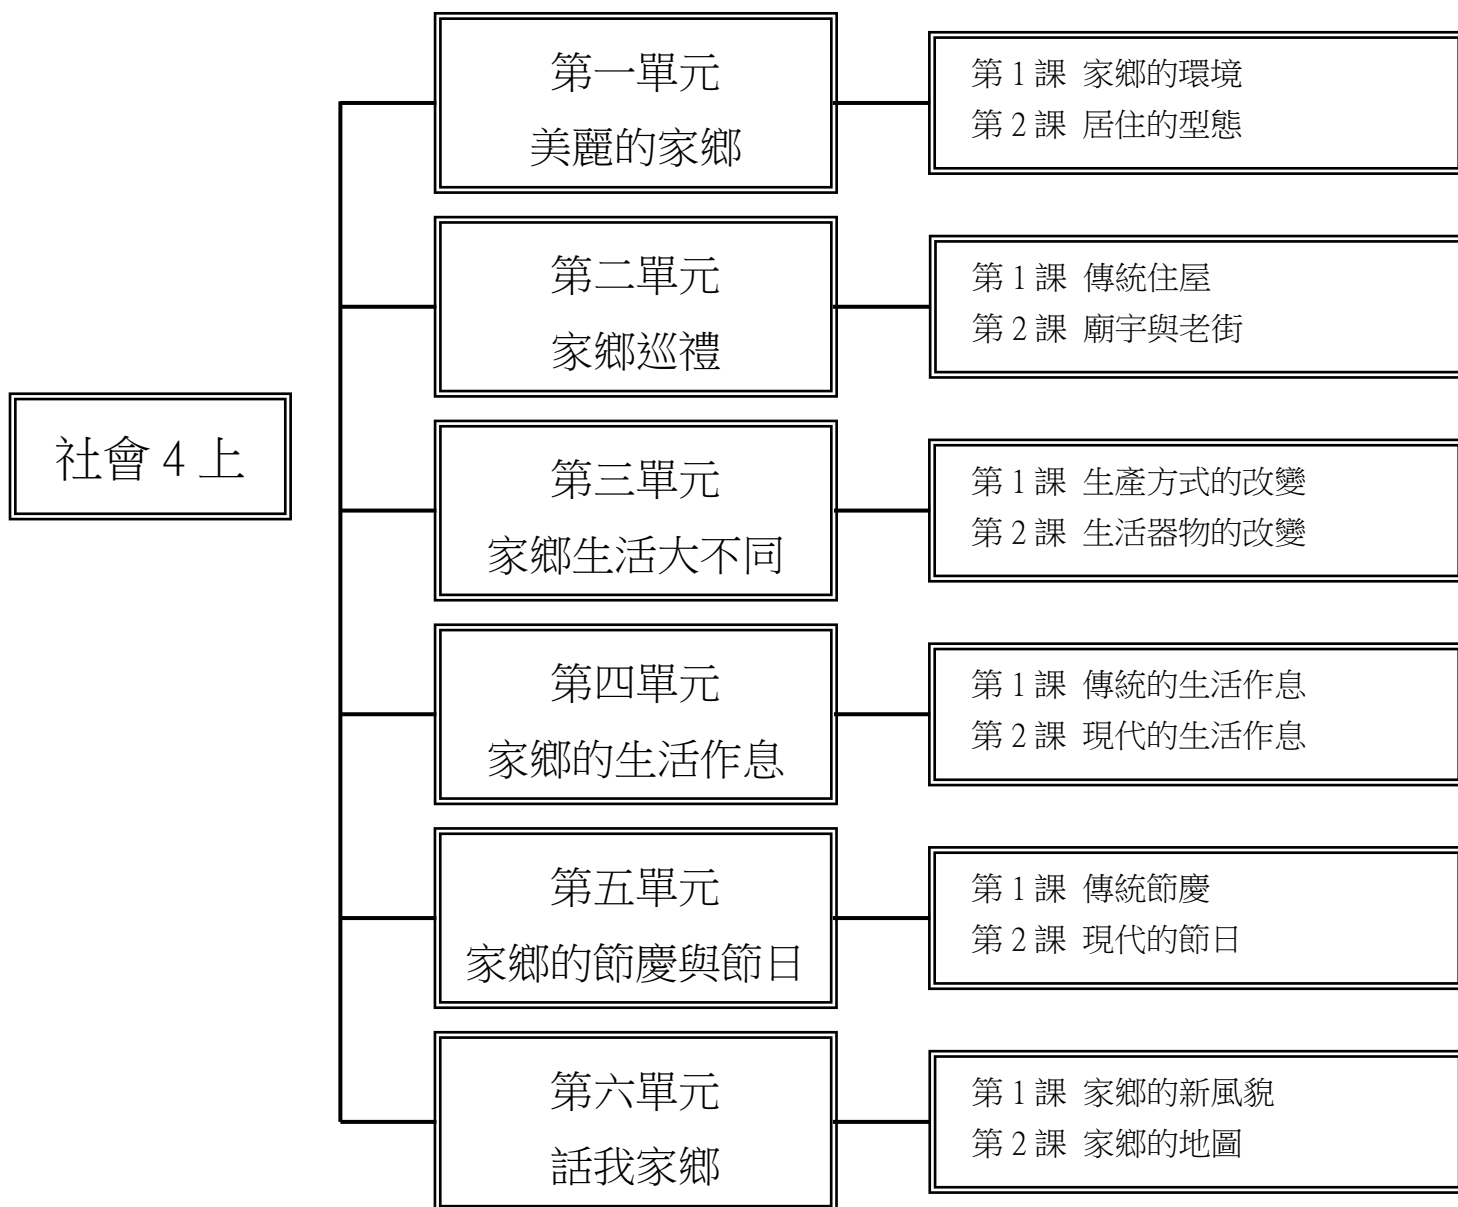 社會 4 上
第一單元
美麗的家鄉
第 1 課 家鄉的環境
第 2 課 居住的型態
第二單元
家鄉巡禮
第 1 課 傳統住屋
第 2 課 廟宇與老街
第三單元
家鄉生活大不同
第 1 課 生產方式的改變
第 2 課 生活器物的改變
第四單元
家鄉的生活作息
第 1 課 傳統的生活作息
第 2 課 現代的生活作息
第五單元
家鄉的節慶與節日
第 1 課 傳統節慶
第 2 課 現代的節日
第六單元
話我家鄉
第 1 課 家鄉的新風貌
第 2 課 家鄉的地圖